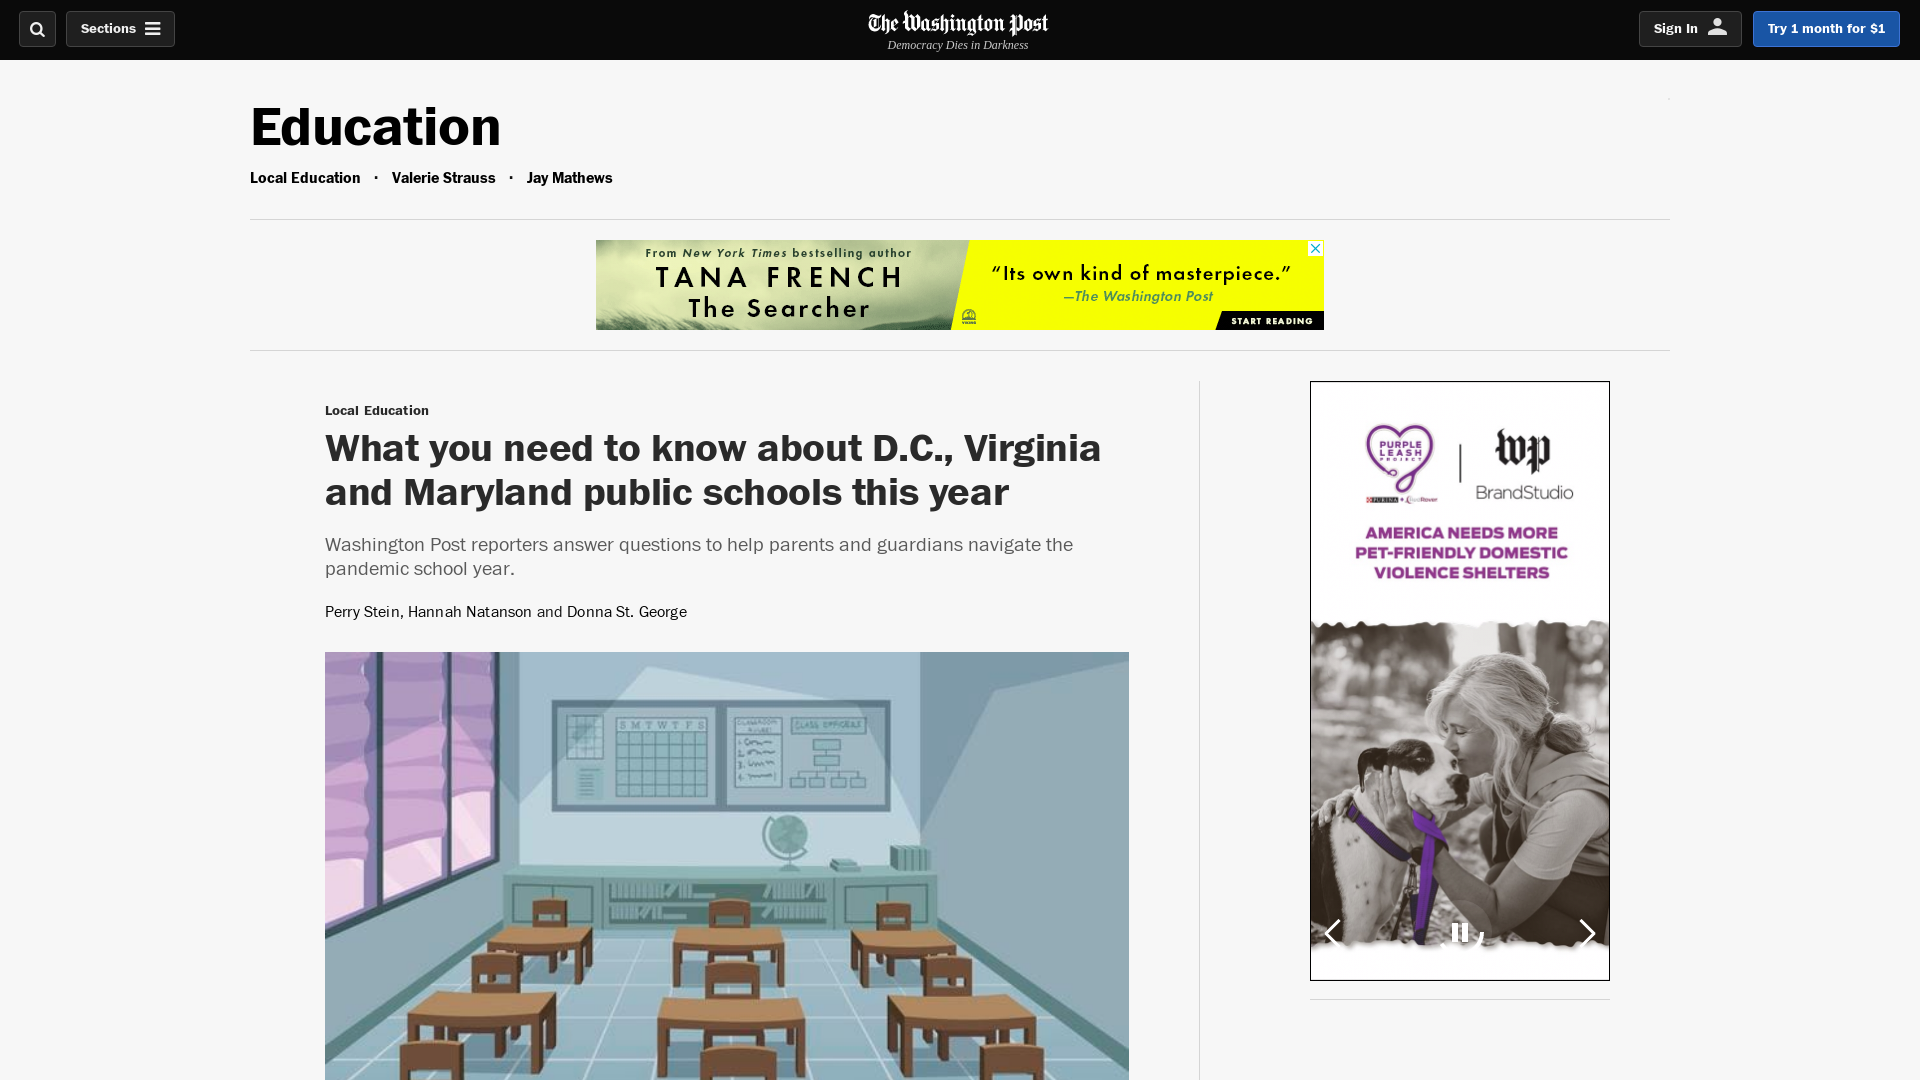 Sections
The Washington Post
Democracy Dies in Darkness
Sign In
Try 1 month for $1
Education
Local Education · Valerie Strauss · Jay Mathews
From New York Times bestselling author
TANA FRENCH
The Searcher
“Its own kind of masterpiece.”
—The Washington Post
VIKING
START READING
Local Education
What you need to know about D.C., Virginia
and Maryland public schools this year
Washington Post reporters answer questions to help parents and guardians navigate the
pandemic school year.
Perry Stein, Hannah Natanson and Donna St. George
S M T W T F S
CLASSROOM
RULES
CLASS OFFICERS
1.
2.
3.
4.
PURPLE
LEASH
PROJECT
PURINA
wp
BrandStudio
AMERICA NEEDS MORE
PET-FRIENDLY DOMESTIC
VIOLENCE SHELTERS